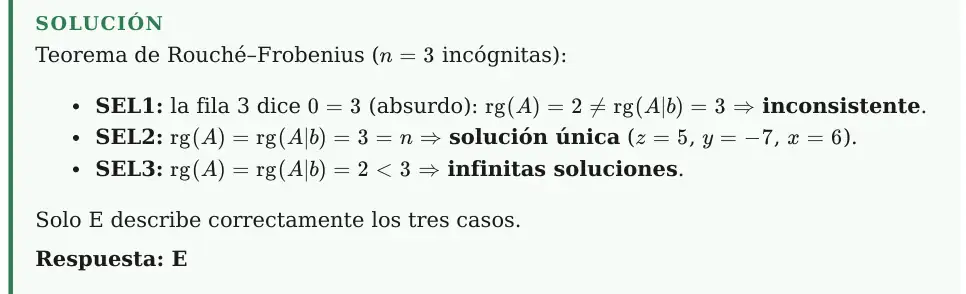 SOLUCIÓN
Teorema de Rouché–Frobenius (n = 3 incógnitas):
• SEL1: la fila 3 dice 0 = 3 (absurdo): rg(A) = 2 ≠ rg(A|b) = 3 ⇒ inconsistente.
• SEL2: rg(A) = rg(A|b) = 3 = n ⇒ solución única (z = 5, y = −7, x = 6).
• SEL3: rg(A) = rg(A|b) = 2 < 3 ⇒ infinitas soluciones.
Solo E describe correctamente los tres casos.
Respuesta: E